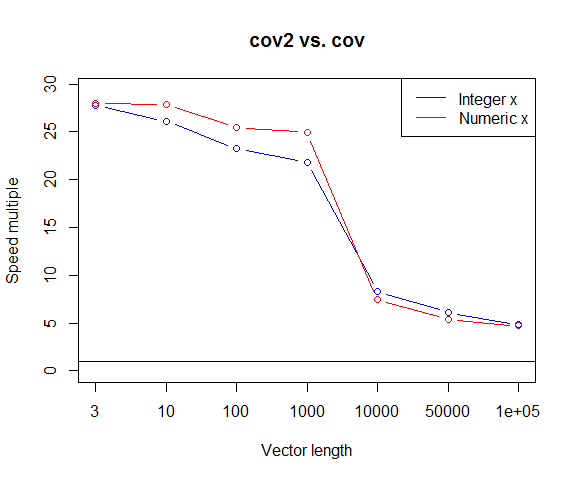 cov2 vs. cov
Integer x
Numeric x
Speed multiple
30
25
20
15
10
5
0
3 10 100 1000 10000 50000 1e+05
Vector length